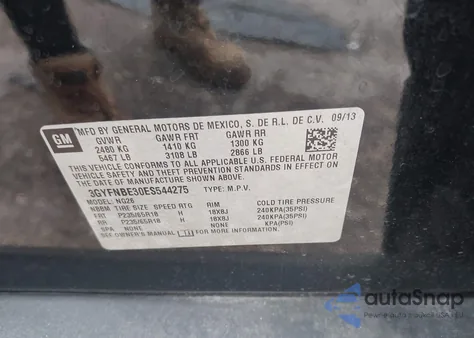 GM
MFD BY GENERAL MOTORS DE MEXICO, S. DE R.L. DE C.V. 09/13
GVWR GAWR FRT GAWR RR
2480 KG 1410 KG 1300 KG
5467 LB 3108 LB 2866 LB
THIS VEHICLE CONFORMS TO ALL APPLICABLE U.S. FEDERAL MOTOR
VEHICLE SAFETY, BUMPER, AND THEFT PREVENTION STANDARDS IN EFFECT
ON THE DATE OF MANUFACTURE SHOWN ABOVE.
3GYFNBE30ES544275 TYPE: M.P.V.
MODEL: NG26
NBBM TIRE SIZE SPEED RTG RIM COLD TIRE PRESSURE
FRT P235/65R18 H 18X8J 240KPA(35PSI)
RR P235/65R18 H 18X8J 240KPA(35PSI)
SPA NONE NONE KPA(PSI)
SEE OWNER'S MANUAL FOR MORE INFORMATION.
autoSnap